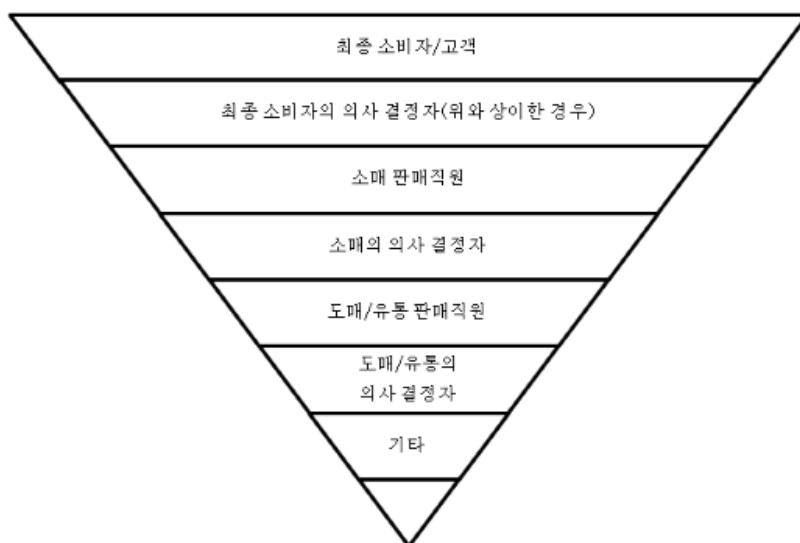 최종 소비자/고객
최종 소비자의 의사 결정자(위와 상이한 경우)
소매 판매직원
소매의 의사 결정자
도매/유통 판매직원
도매/유통의
의사 결정자
기타